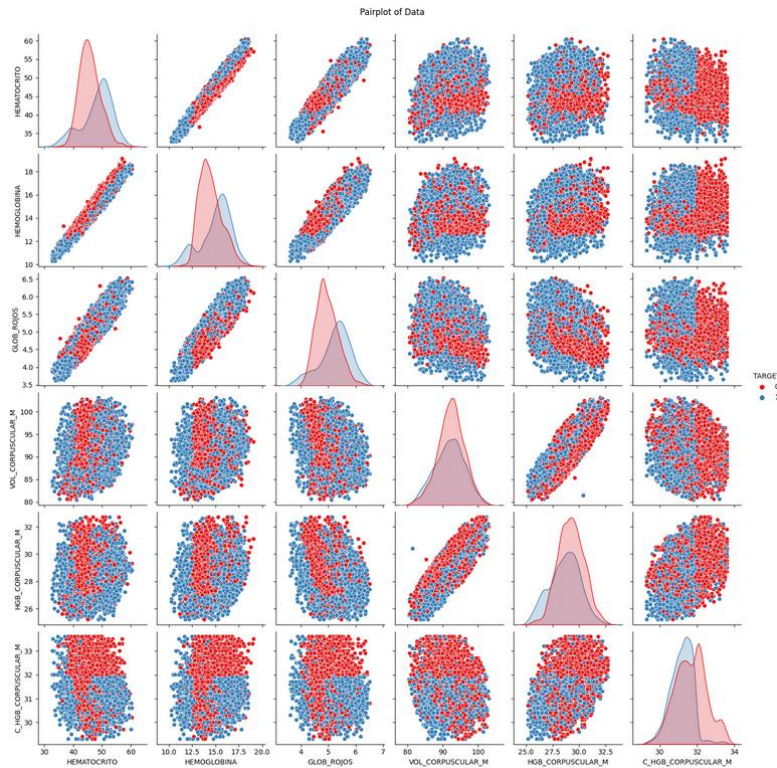 Pairplot of Data
HEMATOCRITO
60
55
50
45
40
35
HEMOGLOBINA
18
16
14
12
10
GLOB_ROJOS
6.5
6.0
5.5
5.0
4.5
4.0
3.5
TARGET
0
VOL_CORPUSCULAR_M
100
95
90
85
80
HGB_CORPUSCULAR_M
32
30
28
26
C_HGB_CORPUSCULAR_M
33
32
31
30
30 40 50 60
10.0 12.5 15.0 17.5 20.0
4 5 6 7
80 90 100
25.0 27.5 30.0 32.5
30 32 34
HEMATOCRITO
HEMOGLOBINA
GLOB_ROJOS
VOL_CORPUSCULAR_M
HGB_CORPUSCULAR_M
C_HGB_CORPUSCULAR_M